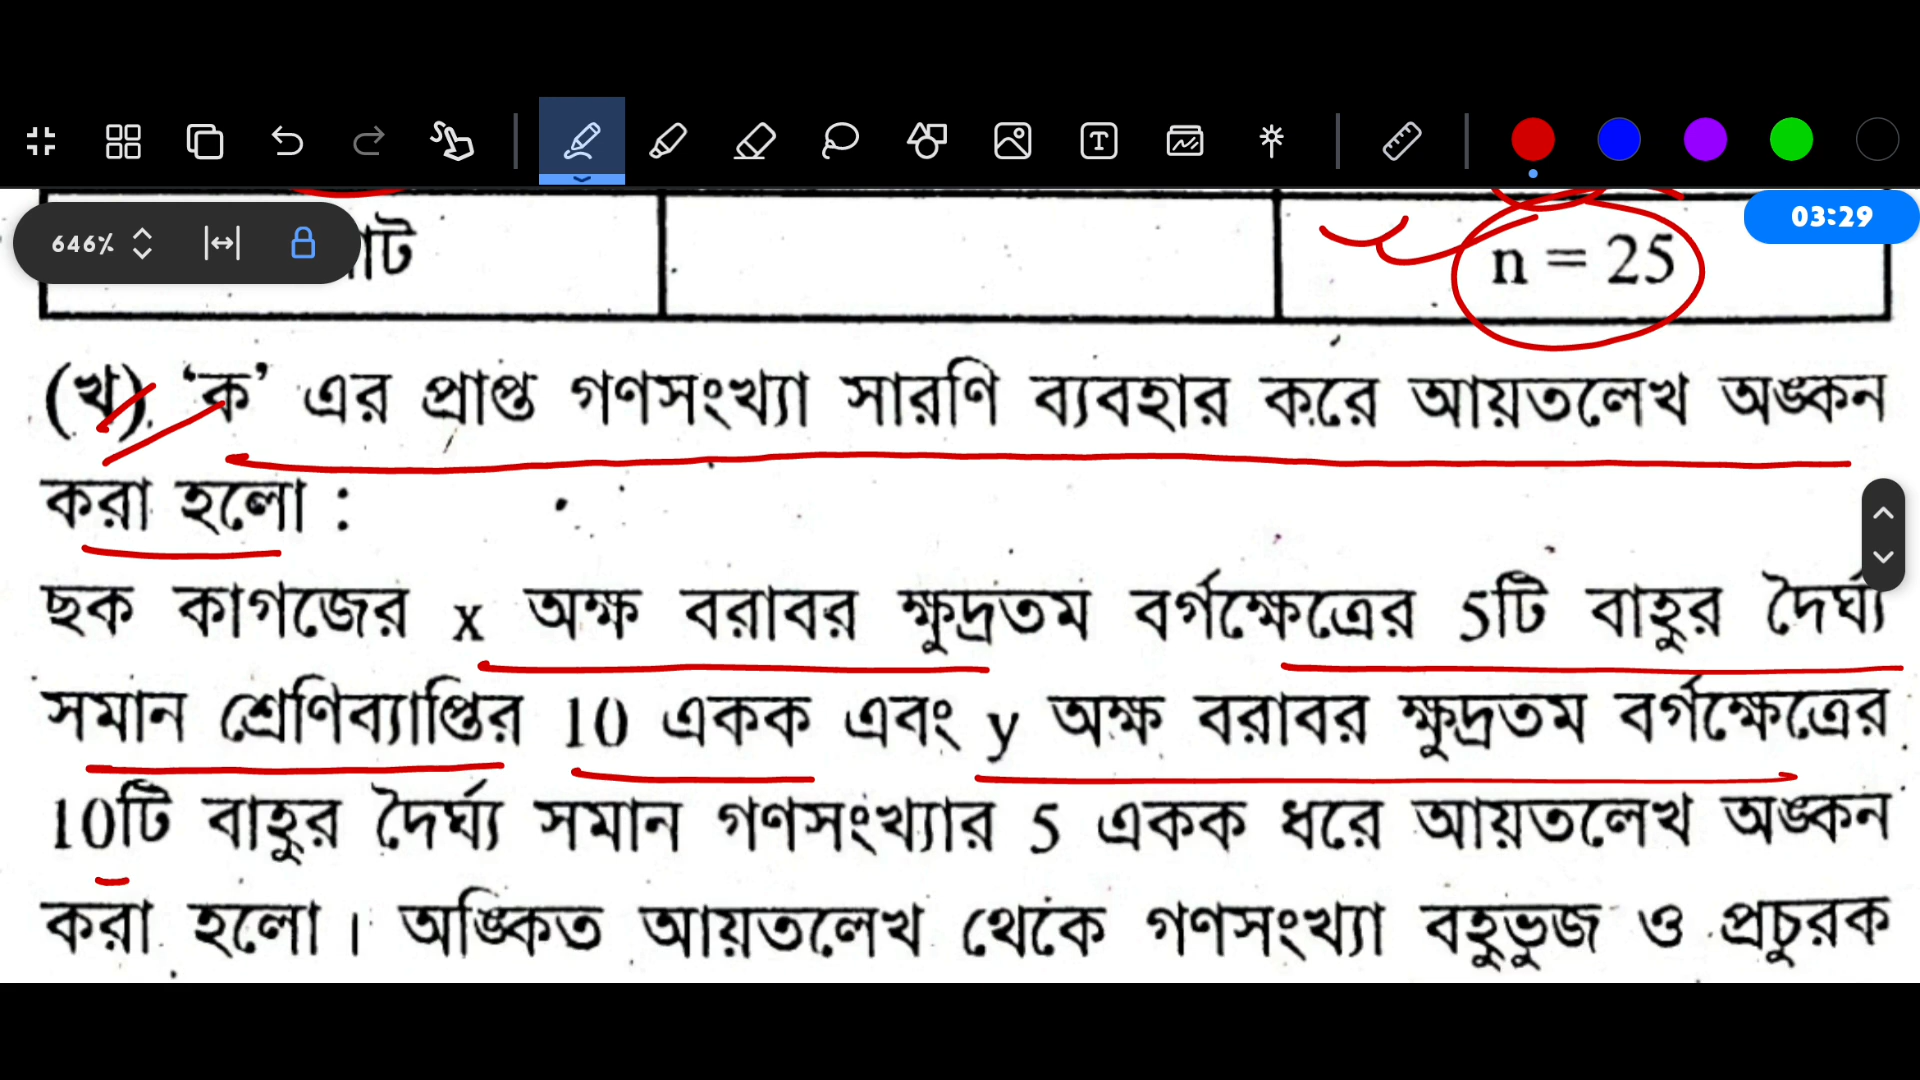 03:29
646%
n = 25
(খ) ‘ক’ এর প্রাপ্ত গণসংখ্যা সারণি ব্যবহার করে আয়তলেখ অঙ্কন
করা হলো :
ছক কাগজের x অক্ষ বরাবর ক্ষুদ্রতম বর্গক্ষেত্রের 5টি বাহুর দৈর্ঘ্য
সমান শ্রেণিব্যাপ্তির 10 একক এবং y অক্ষ বরাবর ক্ষুদ্রতম বর্গক্ষেত্রের
10টি বাহুর দৈর্ঘ্য সমান গণসংখ্যার 5 একক ধরে আয়তলেখ অঙ্কন
করা হলো। অঙ্কিত আয়তলেখ থেকে গণসংখ্যা বহুভুজ ও প্রচুরক